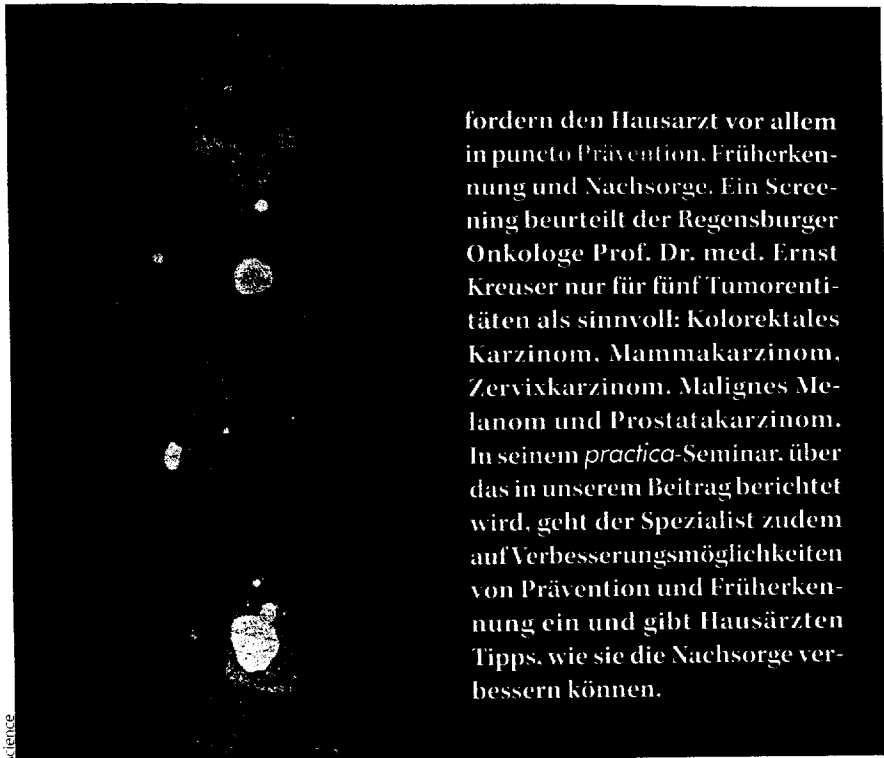 fordern den Hausarzt vor allem
in puncto Prävention, Früherken-
nung und Nachsorge. Ein Scree-
ning beurteilt der Regensburger
Onkologe Prof. Dr. med. Ernst
Kreuser nur für fünf Tumorenti-
täten als sinnvoll: Kolorektales
Karzinom, Mammakarzinom,
Zervixkarzinom, Malignes Me-
lanom und Prostatakarzinom.
In seinem practica-Seminar, über
das in unserem Beitrag berichtet
wird, geht der Spezialist zudem
auf Verbesserungsmöglichkeiten
von Prävention und Früherken-
nung ein und gibt Hausärzten
Tipps, wie sie die Nachsorge ver-
bessern können.